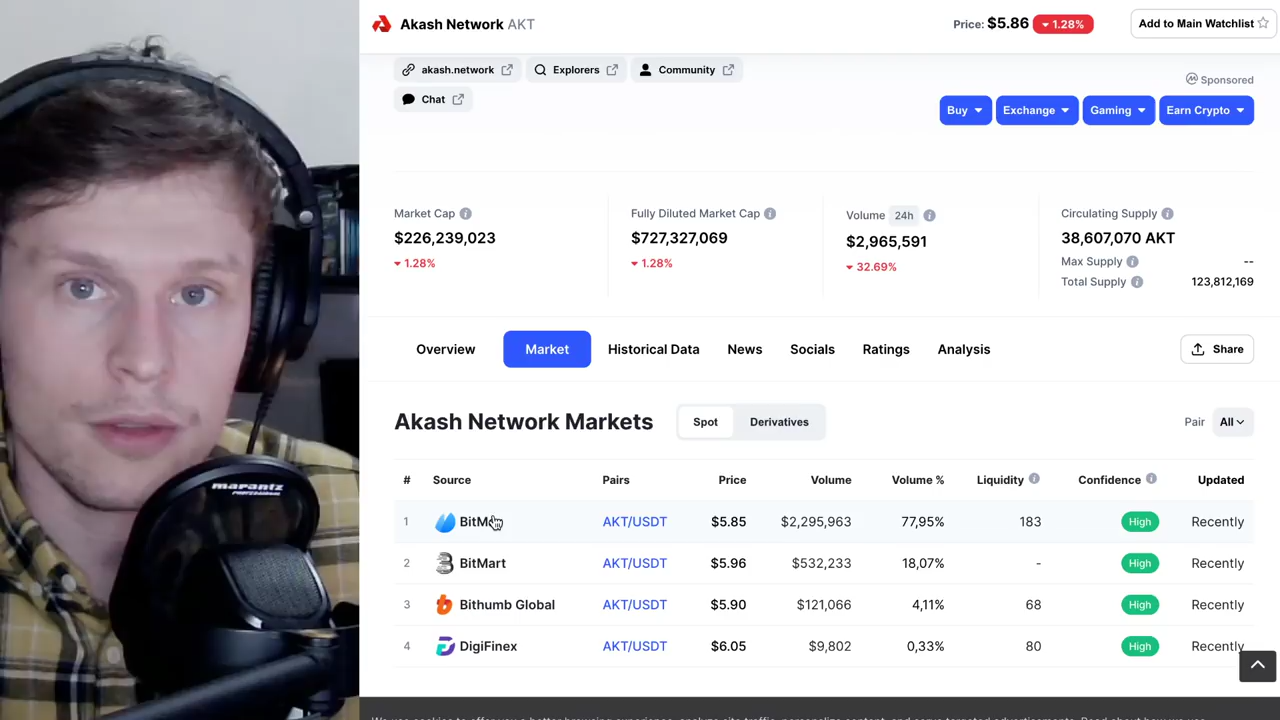 Akash Network AKT
Price: $5.86 1.28%
Add to Main Watchlist
akash.network
Explorers
Community
Chat
Sponsored
Buy
Exchange
Gaming
Earn Crypto
Market Cap
$226,239,023
1.28%
Fully Diluted Market Cap
$727,327,069
1.28%
Volume 24h
$2,965,591
32.69%
Circulating Supply
38,607,070 AKT
Max Supply --
Total Supply 123,812,169
Overview Market Historical Data News Socials Ratings Analysis
Share
Akash Network Markets
Spot Derivatives
Pair All
# Source Pairs Price Volume Volume % Liquidity Confidence Updated
1 AKT/USDT $5.85 $2,295,963 77,95% 183 High Recently
2 BitMart AKT/USDT $5.96 $532,233 18,07% - High Recently
3 Bithumb Global AKT/USDT $5.90 $121,066 4,11% 68 High Recently
4 DigiFinex AKT/USDT $6.05 $9,802 0,33% 80 High Recently
marantz
PROFESSIONAL